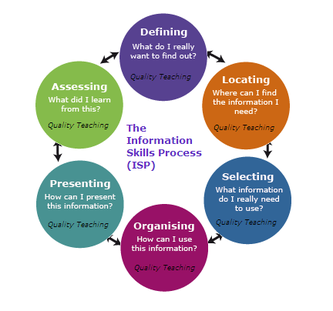 Defining
What do I really
want to find out?
Quality Teaching
Locating
Where can I find
the information I
need?
Quality Teaching
Selecting
What information
do I really need
to use?
Quality Teaching
Organising
How can I use
this information?
Quality Teaching
Presenting
How can I present
this information?
Quality Teaching
Assessing
What did I learn
from this?
Quality Teaching
The
Information
Skills Process
(ISP)